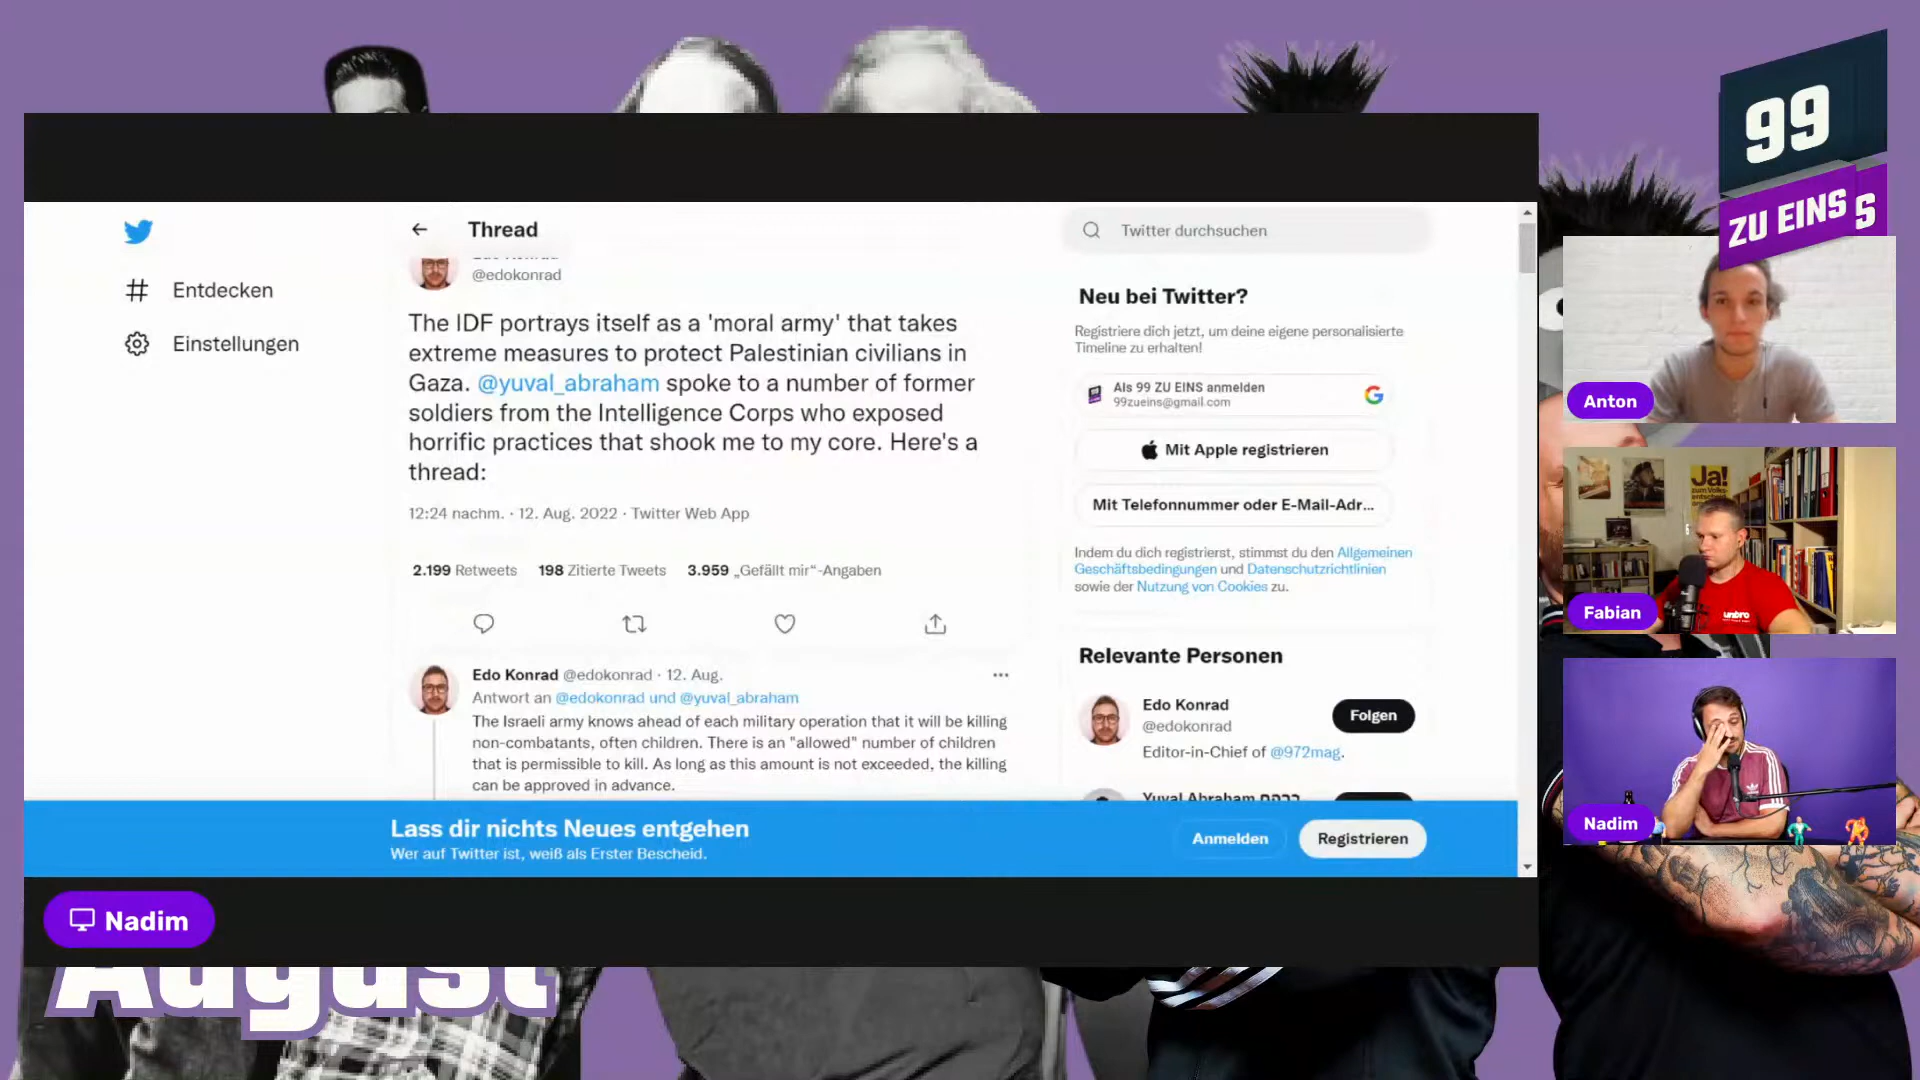 99
ZU EINS
S
Thread
@edokonrad
The IDF portrays itself as a 'moral army' that takes
extreme measures to protect Palestinian civilians in
Gaza. @yuval_abraham spoke to a number of former
soldiers from the Intelligence Corps who exposed
horrific practices that shook me to my core. Here's a
thread:
12:24 nachm. · 12. Aug. 2022 · Twitter Web App
2.199 Retweets 198 Zitierte Tweets 3.959 „Gefällt mir“-Angaben
Edo Konrad @edokonrad · 12. Aug.
Antwort an @edokonrad und @yuval_abraham
The Israeli army knows ahead of each military operation that it will be killing
non-combatants, often children. There is an "allowed" number of children
that is permissible to kill. As long as this amount is not exceeded, the killing
can be approved in advance.
Entdecken
Einstellungen
Twitter durchsuchen
Neu bei Twitter?
Registriere dich jetzt, um deine eigene personalisierte
Timeline zu erhalten!
Als 99 ZU EINS anmelden
99zueins@gmail.com
Mit Apple registrieren
Mit Telefonnummer oder E-Mail-Adr...
Indem du dich registrierst, stimmst du den Allgemeinen
Geschäftsbedingungen und Datenschutzrichtlinien
sowie der Nutzung von Cookies zu.
Relevante Personen
Edo Konrad
@edokonrad
Folgen
Editor-in-Chief of @972mag.
Yuval Abraham
Lass dir nichts Neues entgehen
Wer auf Twitter ist, weiß als Erster Bescheid.
Anmelden
Registrieren
Anton
Ja!
umbro
Fabian
Nadim
Nadim
August